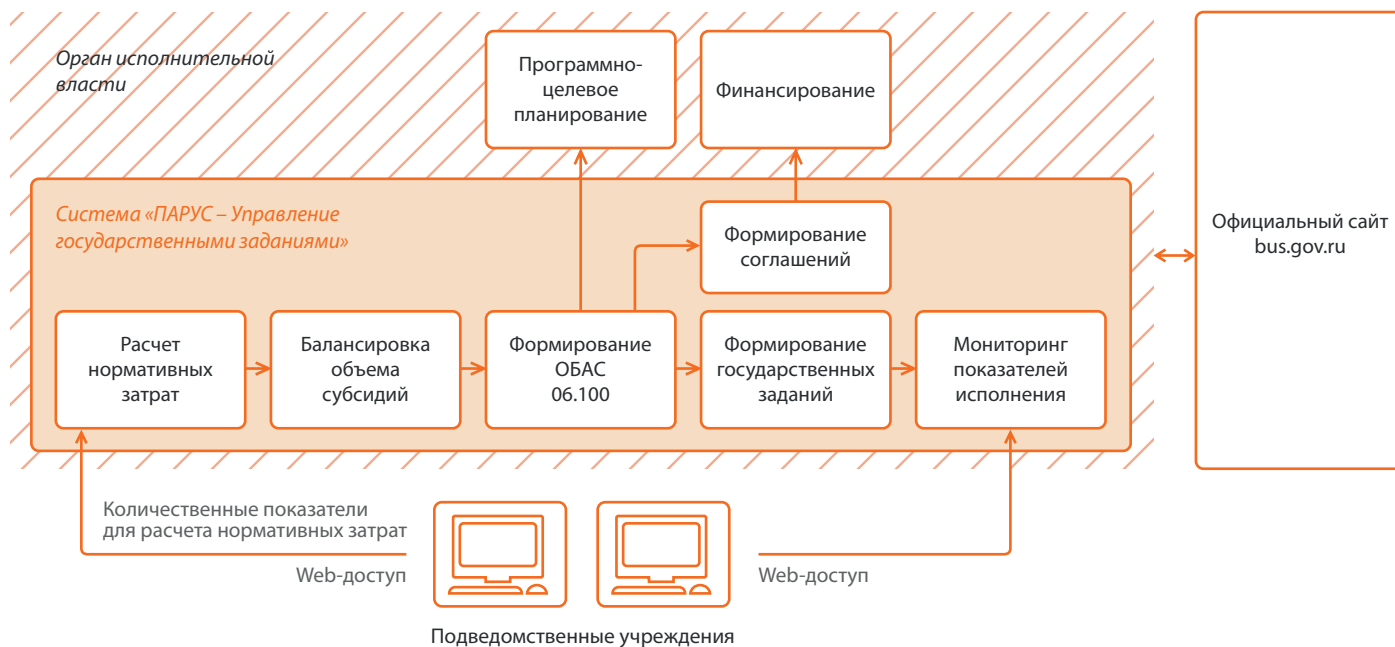 Орган исполнительной
власти
Программно-
целевое
планирование
Финансирование
Система «ПАРУС – Управление
государственными заданиями»
Формирование
соглашений
Официальный сайт
bus.gov.ru
Расчет
нормативных
затрат
Балансировка
объема
субсидий
Формирование
ОБАС
06.100
Формирование
государственных
заданий
Мониторинг
показателей
исполнения
Количественные показатели
для расчета нормативных затрат
Web-доступ
Web-доступ
Подведомственные учреждения